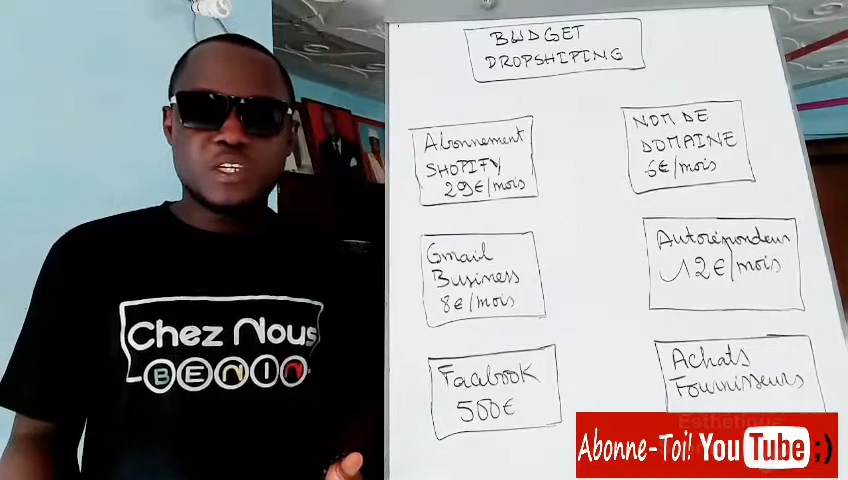 BUDGET
DROPSHIPING
Abonnement
SHOPIFY
29€/mois
NOM DE
DOMAINE
6€/mois
Gmail
Business
8€/mois
Autorépondeur
12€/mois
Facebook
500€
Achats
Fournisseurs
Chez Nous
BENIN
Esthétique
Abonne-Toi! YouTube ;)